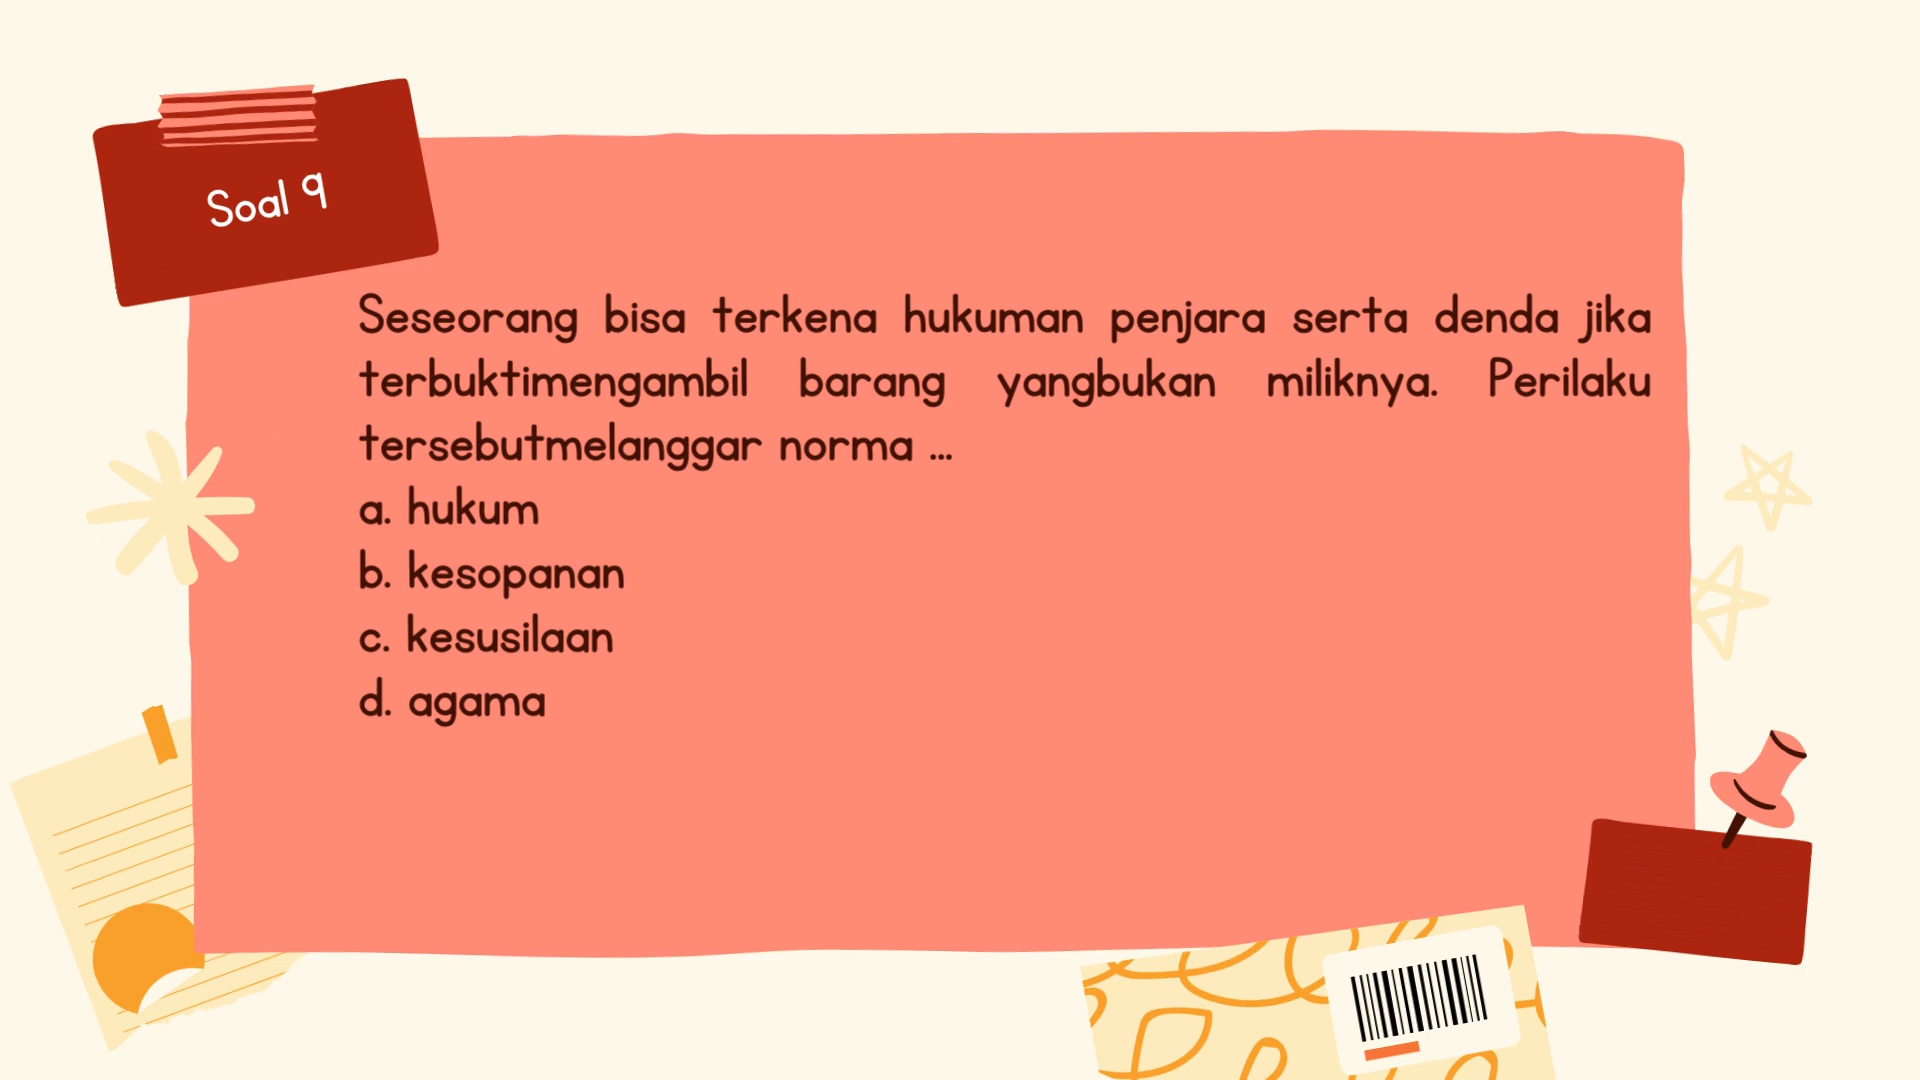 Soal 9
Seseorang bisa terkena hukuman penjara serta denda jika
terbuktimengambil barang yangbukan miliknya. Perilaku
tersebutmelanggar norma ...
a. hukum
b. kesopanan
c. kesusilaan
d. agama